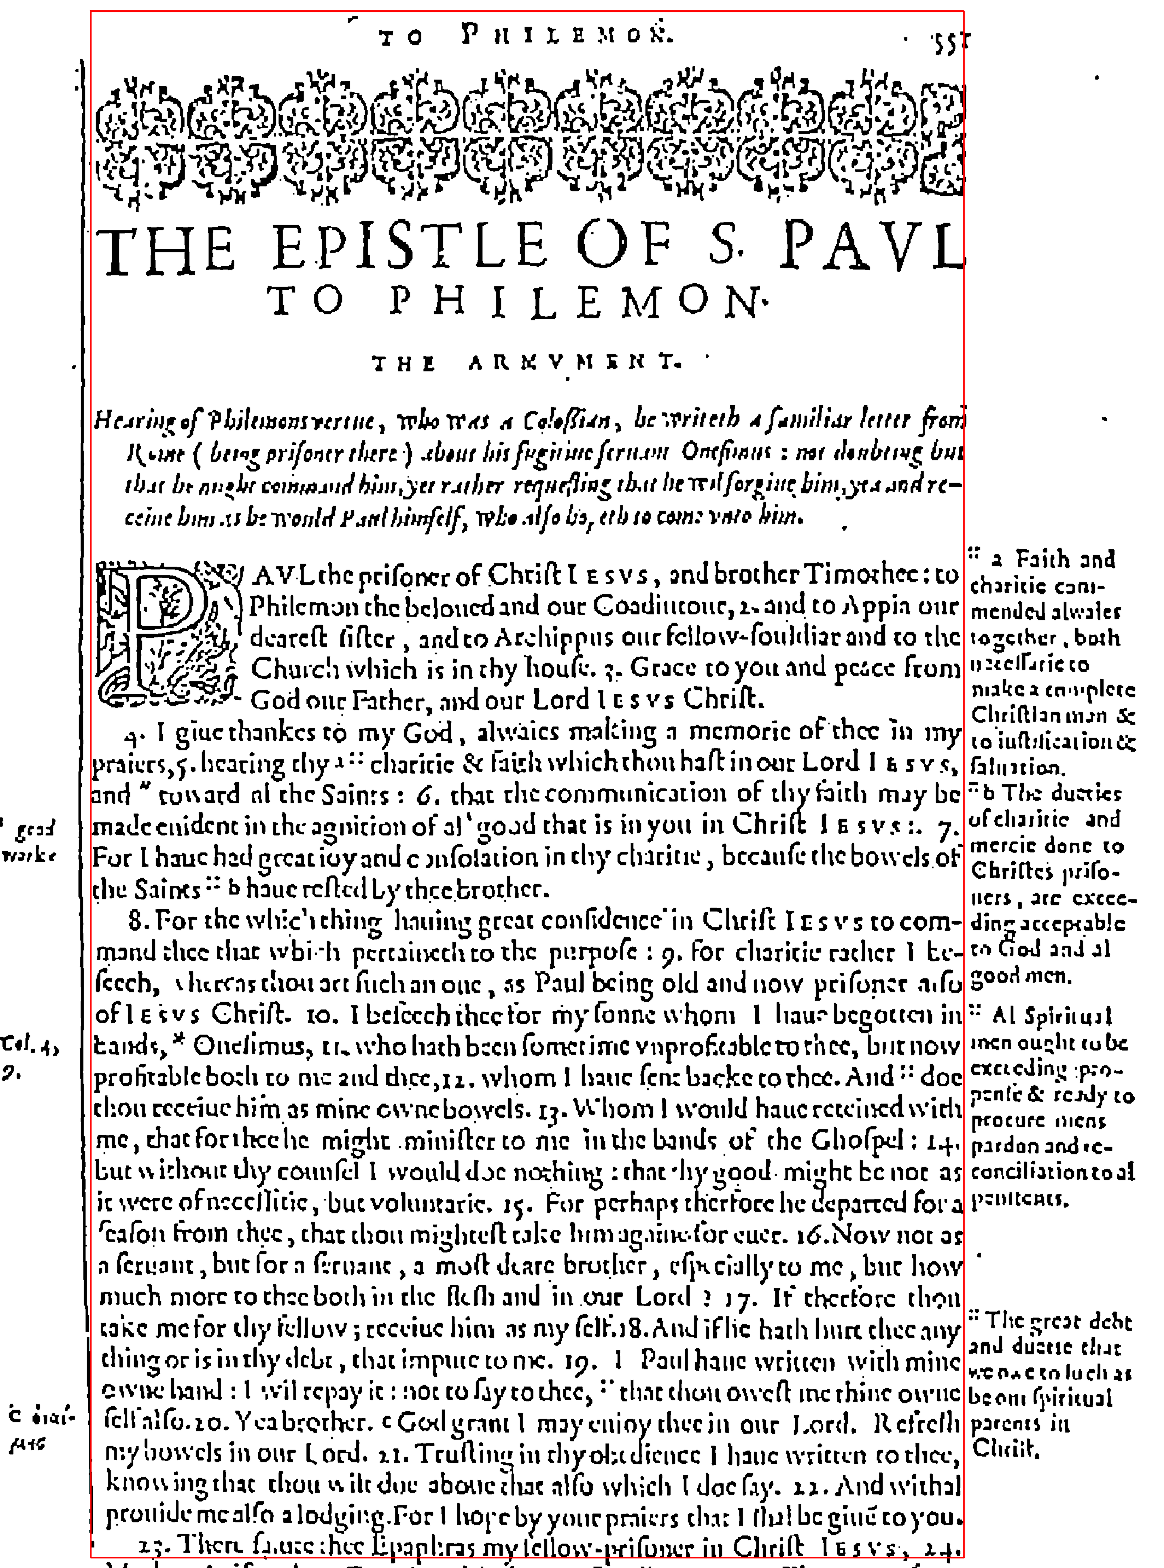 TO PHILEMON.
551
THE EPISTLE OF S. PAVL
TO PHILEMON.
THE ARMVMENT.
Hearing of Philemons vertue, who was a Coloſſian, he writeth a familiar letter from
Rome (being priſoner there) about his fugitiue ſeruant Oneſimus : not doubting but
that he might command him, yet rather requeſting that he wil forgiue him, yea and re-
ceiue him as he would Paul himſelf, who alſo hopeth to come vnto him.
PAVL the priſoner of Chriſt IESVS, and brother Timothee: to
Philemon the beloued and our Coadiutour, 2. and to Appia our
deareſt ſiſter, and to Archippus our fellow-ſouldiar and to the
Church which is in thy houſe. 3. Grace to you and peace from
God our Father, and our Lord IESVS Chriſt.
4. I giue thankes to my God, alwaies making a memorie of thee in my
praiers, 5. hearing thy a :: charitie & faith which thou haſt in our Lord IESVS,
and * toward al the Saints : 6. that the communication of thy faith may be
made euident in the agnition of al ' good that is in you in Chriſt IESVS:. 7.
For I haue had great ioy and conſolation in thy charitie, becauſe the bowels of
the Saints :: b haue reſted by thee brother.
8. For the which thing hauing great confidence in Chriſt IESVS to com-
mand thee that which pertaineth to the purpoſe : 9. for charitie rather I be-
ſeech, whereas thou art ſuch an one, as Paul being old and now priſoner alſo
of IESVS Chriſt. 10. I beſeech thee for my ſonne whom I haue begotten in
bands, * Oneſimus, 11. who hath been ſometime vnprofitable to thee, but now
profitable both to me and thee, 12. whom I haue ſent backe to thee. And :: doe
thou receiue him as mine owne bowels. 13. Whom I would haue reteined with
me, that for thee he might miniſter to me in the bands of the Ghoſpel : 14.
but without thy counſel I would doe nothing : that thy good might be not as
it were of neceſſitie, but voluntarie. 15. For perhaps therfore he departed for a
ſeaſon from thee, that thou mighteſt take him againe for euer. 16. Now not as
a ſeruant, but for a ſeruant, a moſt deare brother, eſpecially to me, but how
much more to thee both in the fleſh and in our Lord ? 17. If therfore thou
take me for thy fellow; receiue him as my ſelf. 18. And if he hath hurt thee any
thing or is in thy debt, that impute to me. 19. I Paul haue written with mine
owne hand : I wil repay it : not to ſay to thee, :: that thou oweſt me thine owne
ſelf alſo. 20. Yea brother. c God grant I may enioy thee in our Lord. Refreſh
my bowels in our Lord. 21. Truſting in thy obedience I haue written to thee,
knowing that thou wilt doe aboue that alſo which I doe ſay. 22. And withal
prouide me alſo a lodging. For I hope by your praiers that I ſhal be giuē to you.
23. There ſalute thee Epaphras my fellow-priſoner in Chriſt IESVS, 24.
' good
worke
Col. 4,
9.
:: a Faith and
charitie com-
mended alwaies
together, both
neceſſarie to
make a complete
Chriſtian man &
to iuſtification &
ſaluation.
:: b The dueties
of charitie and
mercie done to
Chriſtes priſo-
ners, are excee-
ding acceptable
to God and al
good men.
:: Al Spiritual
men ought to be
exceeding pro-
penſe & ready to
procure mens
pardon and re-
conciliation to al
penitents.
:: The great debt
and duetie that
we owe to ſuch as
be our ſpiritual
parents in
Chriſt.